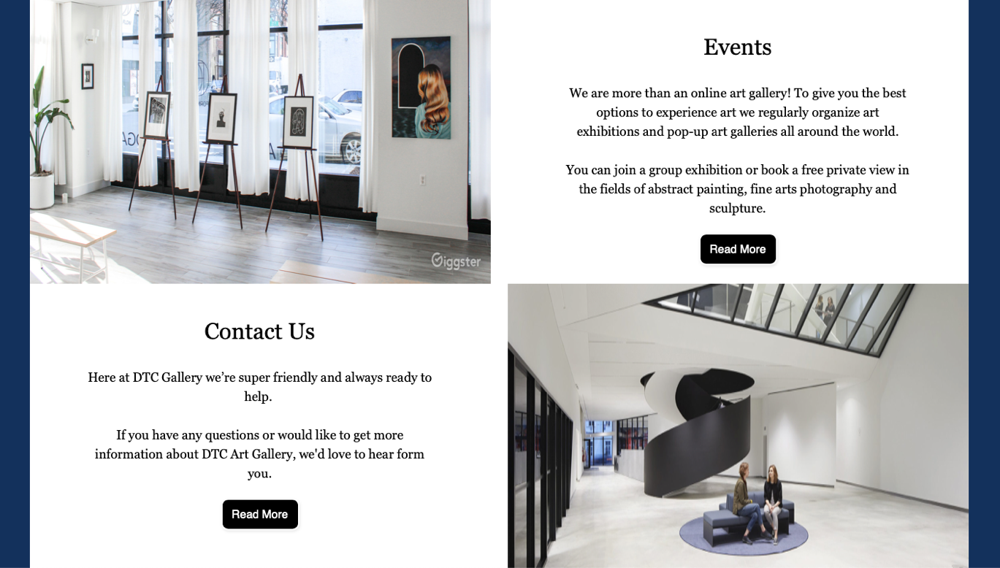 Giggster
Events
We are more than an online art gallery! To give you the best
options to experience art we regularly organize art
exhibitions and pop-up art galleries all around the world.
You can join a group exhibition or book a free private view in
the fields of abstract painting, fine arts photography and
sculpture.
Read More
Contact Us
Here at DTC Gallery we’re super friendly and always ready to
help.
If you have any questions or would like to get more
information about DTC Art Gallery, we'd love to hear form
you.
Read More